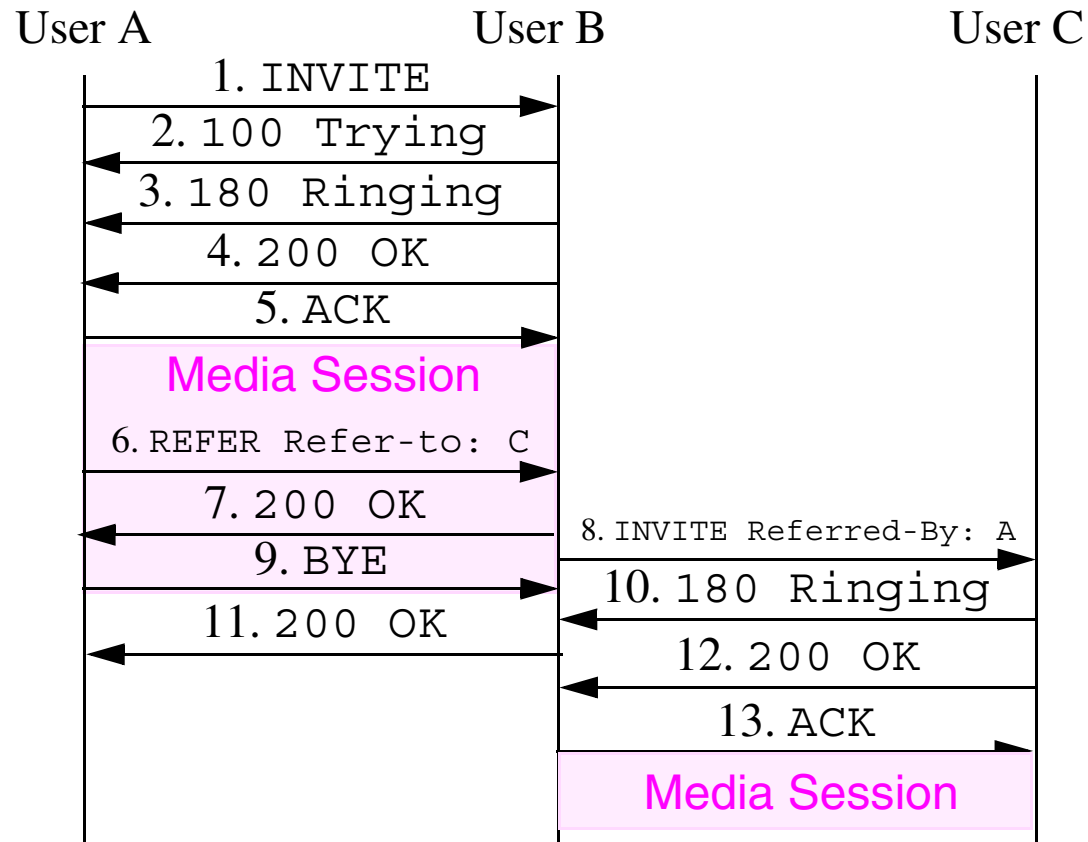 User A User B User C
1. INVITE
2. 100 Trying
3. 180 Ringing
4. 200 OK
5. ACK
Media Session
6. REFER Refer-to: C
7. 200 OK
8. INVITE Referred-By: A
9. BYE
10. 180 Ringing
11. 200 OK
12. 200 OK
13. ACK
Media Session